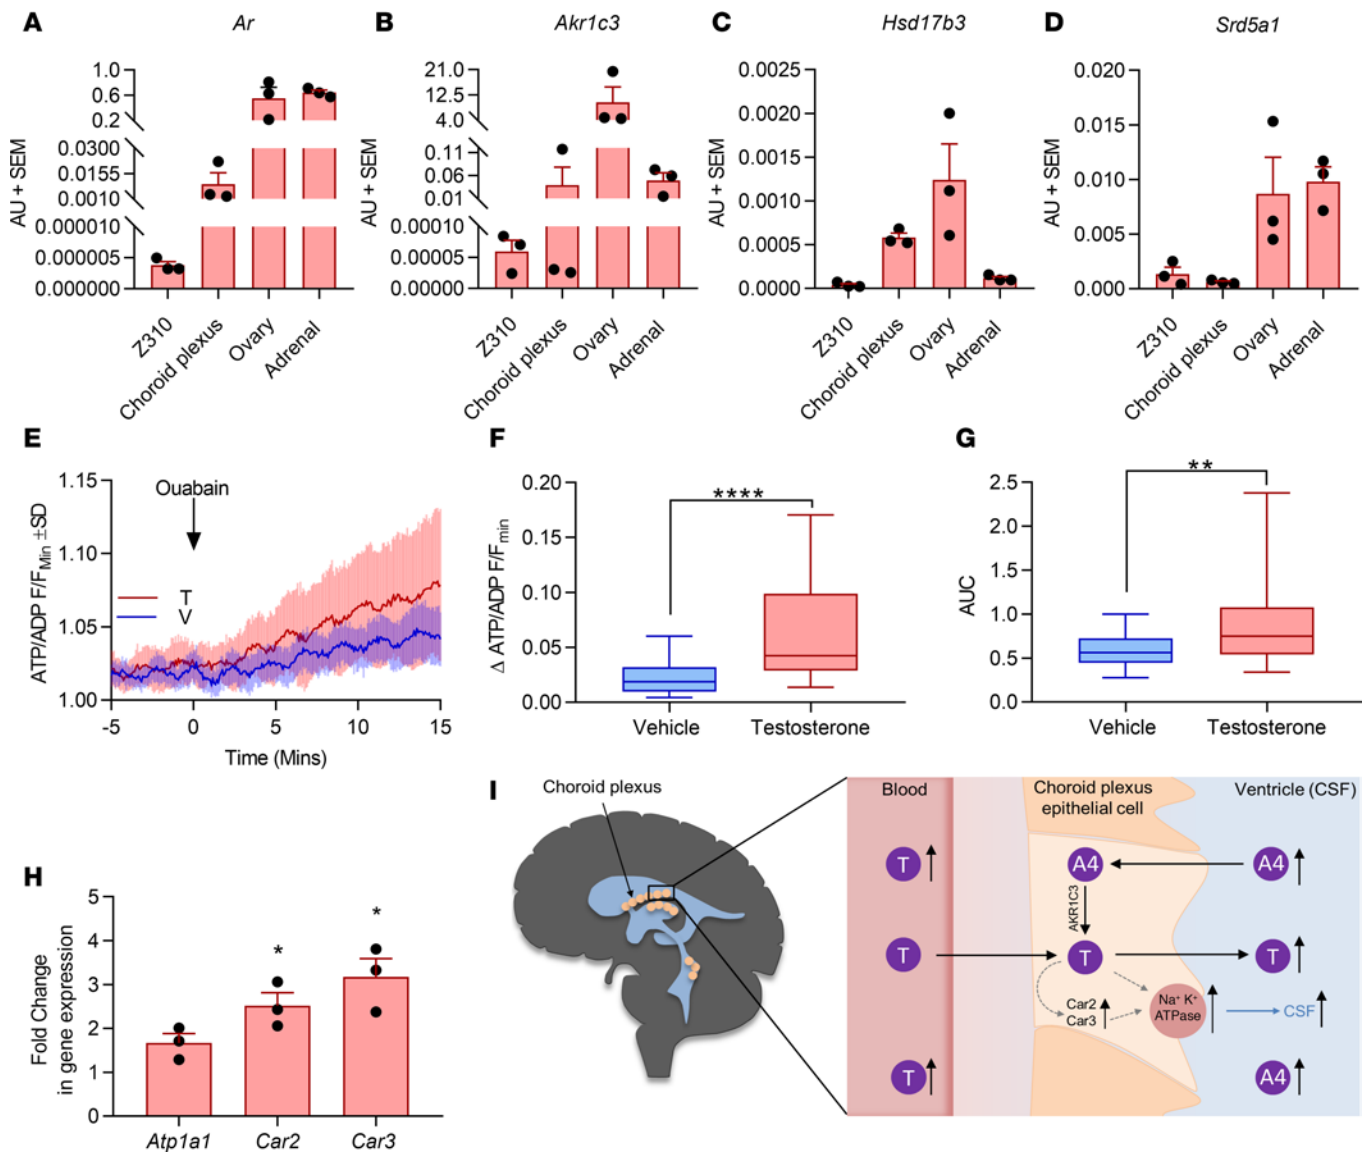 A
Ar
AU + SEM
1.0
0.6
0.2
0.0300
0.0155
0.0010
0.000010
0.000005
0.000000
Z310
Choroid plexus
Ovary
Adrenal
B
Akr1c3
AU + SEM
21.0
12.5
4.0
0.11
0.06
0.01
0.00010
0.00005
0.00000
Z310
Choroid plexus
Ovary
Adrenal
C
Hsd17b3
AU + SEM
0.0025
0.0020
0.0015
0.0010
0.0005
0.0000
Z310
Choroid plexus
Ovary
Adrenal
D
Srd5a1
AU + SEM
0.020
0.015
0.010
0.005
0.000
Z310
Choroid plexus
Ovary
Adrenal
E
ATP/ADP F/FMin ±SD
1.15
1.10
1.05
1.00
Ouabain
T
V
-5 0 5 10 15
Time (Mins)
F
Δ ATP/ADP F/Fmin
0.20
0.15
0.10
0.05
0.00
****
Vehicle Testosterone
G
AUC
2.5
2.0
1.5
1.0
0.5
0.0
**
Vehicle Testosterone
H
Fold Change
in gene expression
5
4
3
2
1
0
*
*
Atp1a1 Car2 Car3
I
Choroid plexus
Blood
Choroid plexus
epithelial cell
Ventricle (CSF)
T
A4
A4
AKR1C3
T
T
T
Car2
Car3
Na+ K+
ATPase
CSF
T
A4